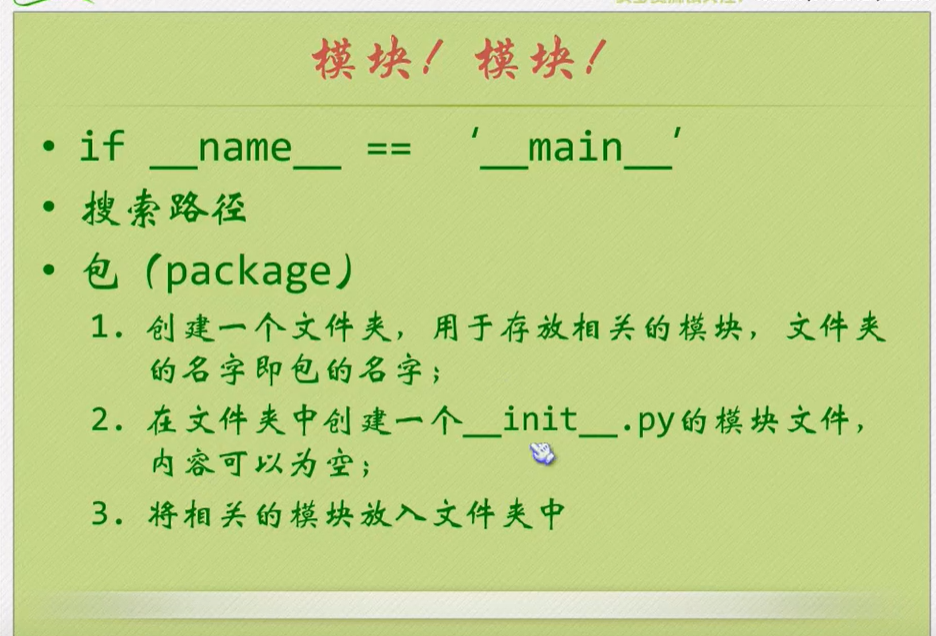 模块！模块！
• if __name__ == ‘__main__’
• 搜索路径
• 包（package）
1. 创建一个文件夹，用于存放相关的模块，文件夹
的名字即包的名字；
2. 在文件夹中创建一个__init__.py的模块文件，
内容可以为空；
3. 将相关的模块放入文件夹中